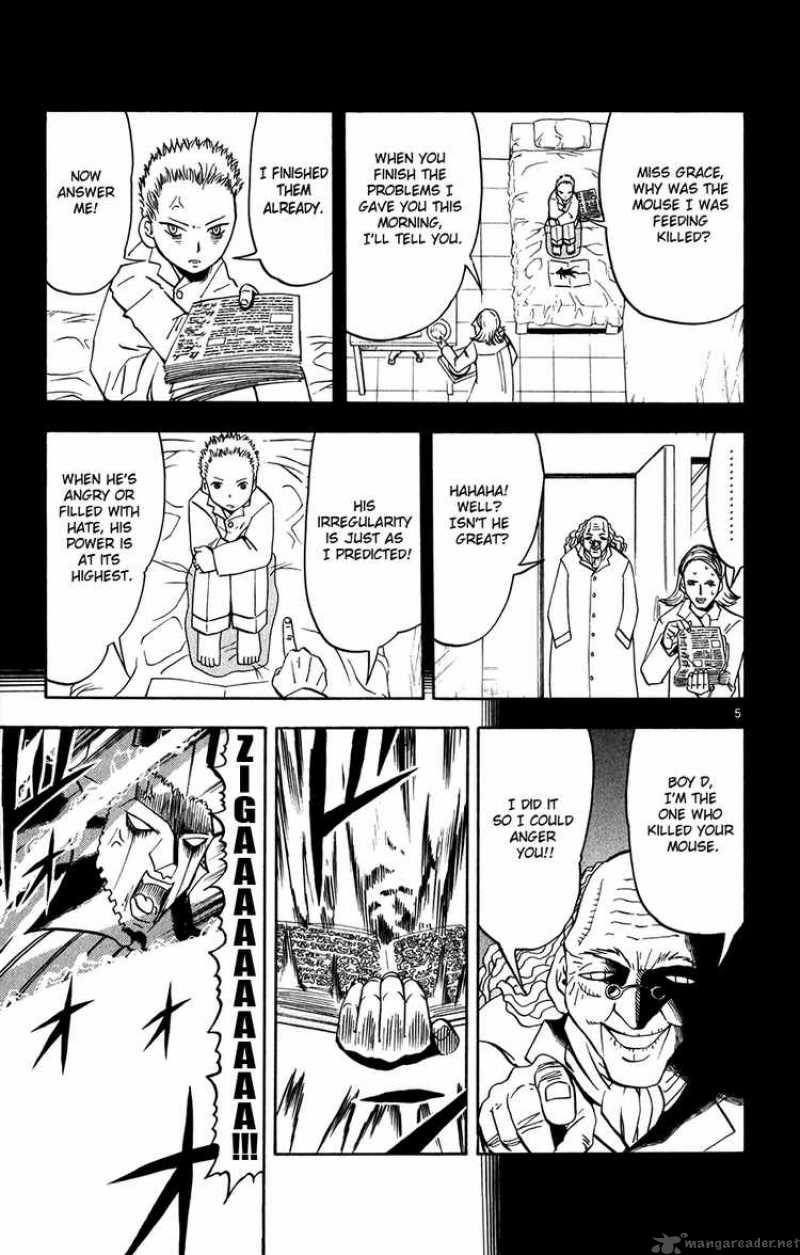 MISS GRACE,
WHY WAS THE
MOUSE I WAS
FEEDING
KILLED?
WHEN YOU
FINISH THE
PROBLEMS I
GAVE YOU THIS
MORNING,
I'LL TELL YOU.
I FINISHED
THEM
ALREADY.
NOW
ANSWER
ME!
.........
HAHAHA!
WELL?
ISN'T HE
GREAT?
HIS
IRREGULARITY
IS JUST AS
I PREDICTED!
WHEN HE'S
ANGRY OR
FILLED WITH
HATE, HIS
POWER IS
AT ITS
HIGHEST.
5
BOY D,
I'M THE
ONE WHO
KILLED YOUR
MOUSE.
I DID IT
SO I COULD
ANGER
YOU!!
ZIGAAAAAAAAAAA!!!
mangareader.net